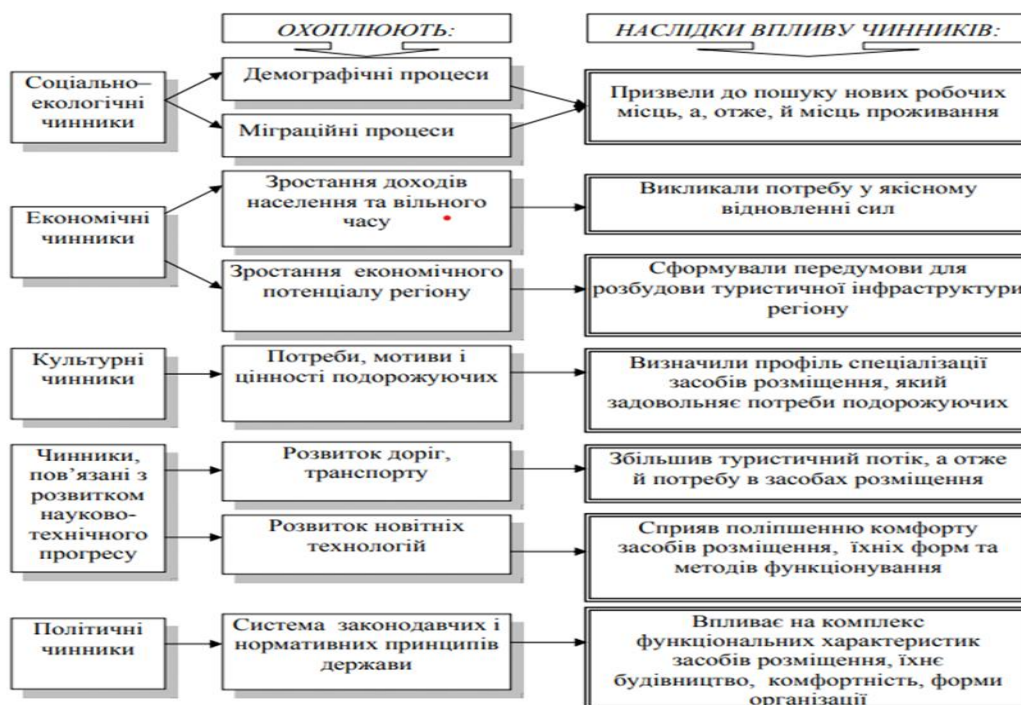 ОХОПЛЮЮТЬ:
НАСЛІДКИ ВПЛИВУ ЧИННИКІВ:
Соціально–
екологічні
чинники
Демографічні процеси
Міграційні процеси
Призвели до пошуку нових робочих
місць, а, отже, й місць проживання
Економічні
чинники
Зростання доходів
населення та вільного
часу
Викликали потребу у якісному
відновленні сил
Зростання економічного
потенціалу регіону
Сформували передумови для
розбудови туристичної інфраструктури
регіону
Культурні
чинники
Потреби, мотиви і
цінності подорожуючих
Визначили профіль спеціалізації
засобів розміщення, який
задовольняє потреби подорожуючих
Чинники,
пов’язані з
розвитком
науково-
технічного
прогресу
Розвиток доріг,
транспорту
Збільшив туристичний потік, а отже
й потребу в засобах розміщення
Розвиток новітніх
технологій
Сприяв поліпшенню комфорту
засобів розміщення, їхніх форм та
методів функціонування
Політичні
чинники
Система законодавчих і
нормативних принципів
держави
Впливає на комплекс
функціональних характеристик
засобів розміщення, їхнє
будівництво, комфортність, форми
організації